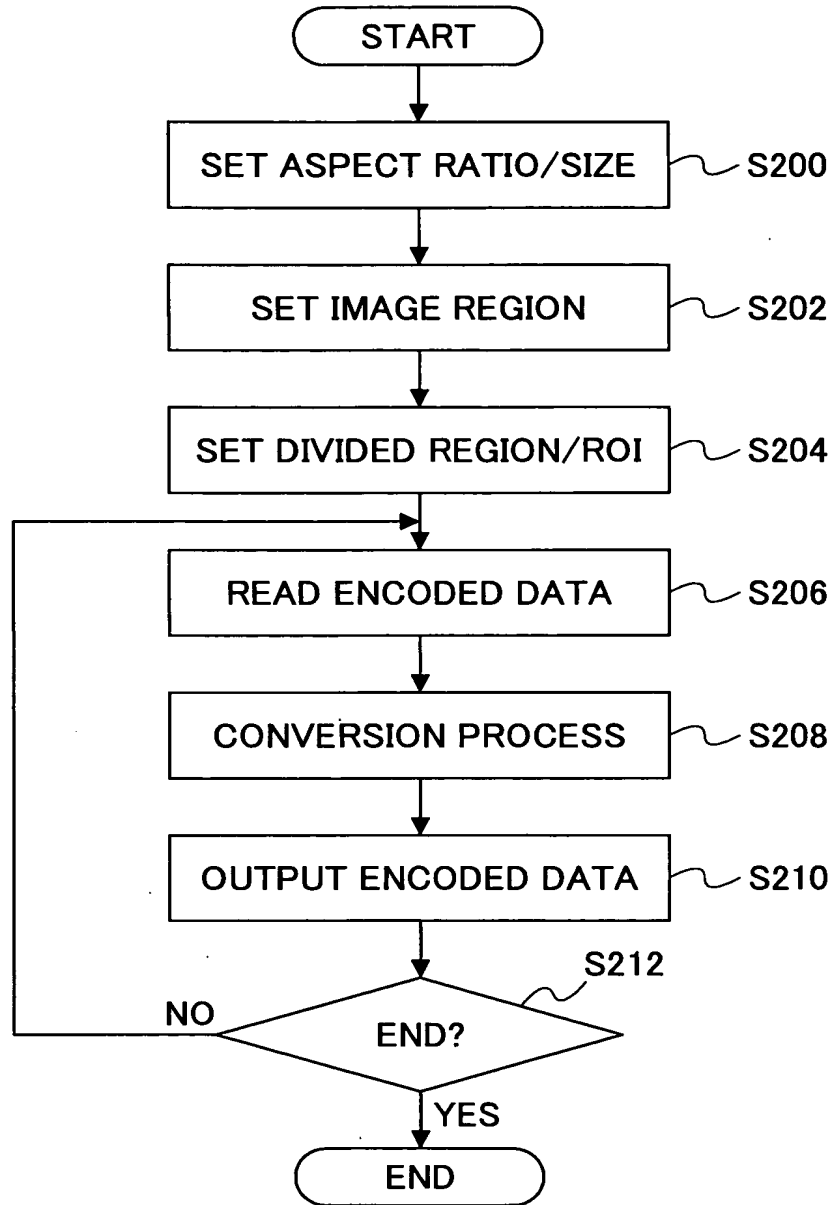 START
SET ASPECT RATIO/SIZE S200
SET IMAGE REGION S202
SET DIVIDED REGION/ROI S204
READ ENCODED DATA S206
CONVERSION PROCESS S208
OUTPUT ENCODED DATA S210
S212
NO
END?
YES
END